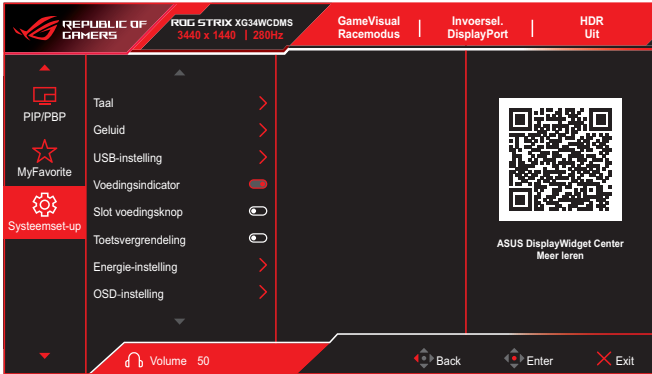 REPUBLIC OF
GAMERS
ROG STRIX XG34WCDMS
3440 x 1440 | 280Hz
GameVisual
Racemodus
Invoersel.
DisplayPort
HDR
Uit
PIP/PBP
MyFavorite
Systeemset-up
Taal
Geluid
USB-instelling
Voedingsindicator
Slot voedingsknop
Toetsvergrendeling
Energie-instelling
OSD-instelling
ASUS DisplayWidget Center
Meer leren
Volume 50
Back
Enter
Exit